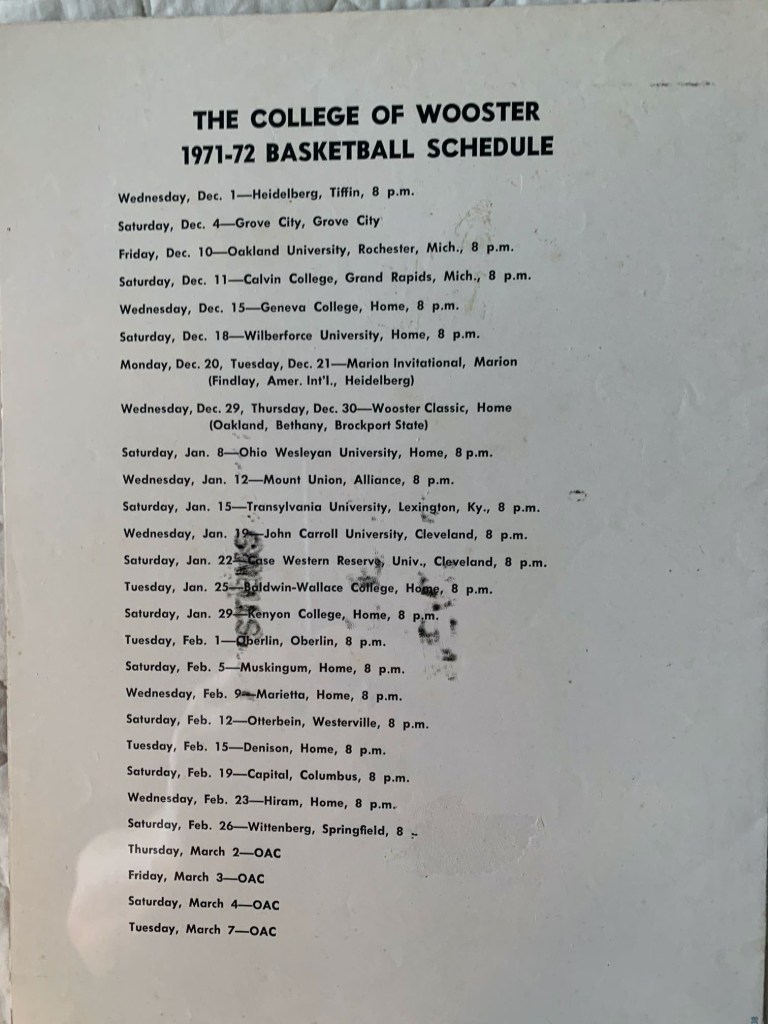 THE COLLEGE OF WOOSTER
1971-72 BASKETBALL SCHEDULE
Wednesday, Dec. 1—Heidelberg, Tiffin, 8 p.m.
Saturday, Dec. 4—Grove City, Grove City
Friday, Dec. 10—Oakland University, Rochester, Mich., 8 p.m.
Saturday, Dec. 11—Calvin College, Grand Rapids, Mich., 8 p.m.
Wednesday, Dec. 15—Geneva College, Home, 8 p.m.
Saturday, Dec. 18—Wilberforce University, Home, 8 p.m.
Monday, Dec. 20, Tuesday, Dec. 21—Marion Invitational, Marion
(Findlay, Amer. Int'l., Heidelberg)
Wednesday, Dec. 29, Thursday, Dec. 30—Wooster Classic, Home
(Oakland, Bethany, Brockport State)
Saturday, Jan. 8—Ohio Wesleyan University, Home, 8 p.m.
Wednesday, Jan. 12—Mount Union, Alliance, 8 p.m.
Saturday, Jan. 15—Transylvania University, Lexington, Ky., 8 p.m.
Wednesday, Jan. 19—John Carroll University, Cleveland, 8 p.m.
Saturday, Jan. 22—Case Western Reserve, Univ., Cleveland, 8 p.m.
Tuesday, Jan. 25—Baldwin-Wallace College, Home, 8 p.m.
Saturday, Jan. 29—Kenyon College, Home, 8 p.m.
Tuesday, Feb. 1—Oberlin, Oberlin, 8 p.m.
Saturday, Feb. 5—Muskingum, Home, 8 p.m.
Wednesday, Feb. 9—Marietta, Home, 8 p.m.
Saturday, Feb. 12—Otterbein, Westerville, 8 p.m.
Tuesday, Feb. 15—Denison, Home, 8 p.m.
Saturday, Feb. 19—Capital, Columbus, 8 p.m.
Wednesday, Feb. 23—Hiram, Home, 8 p.m.
Saturday, Feb. 26—Wittenberg, Springfield, 8
Thursday, March 2—OAC
Friday, March 3—OAC
Saturday, March 4—OAC
Tuesday, March 7—OAC